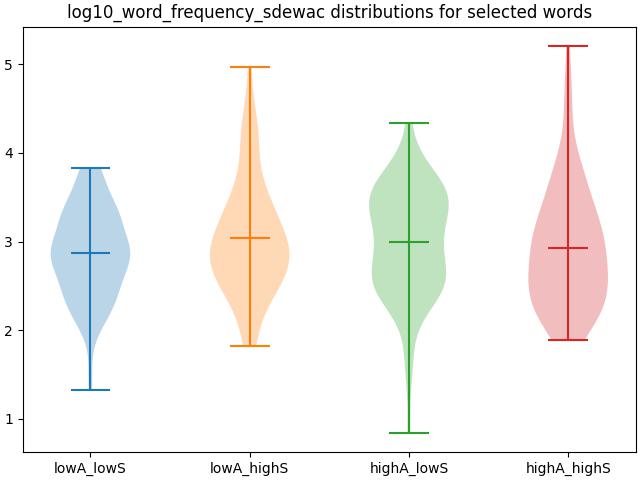 log10_word_frequency_sdewac distributions for selected words
5
4
3
2
1
lowA_lowS
lowA_highS
highA_lowS
highA_highS